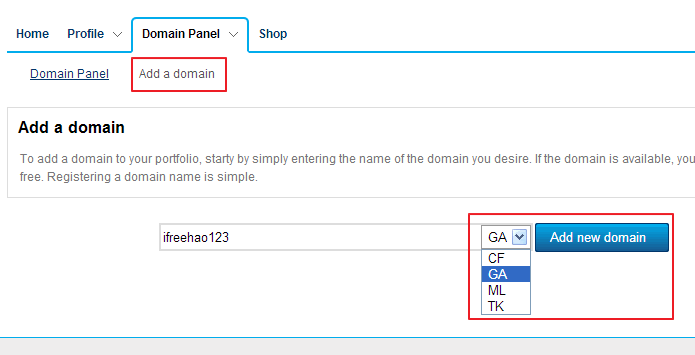 Home Profile Domain Panel Shop
Domain Panel Add a domain
Add a domain
To add a domain to your portfolio, starty by simply entering the name of the domain you desire. If the domain is available, you
free. Registering a domain name is simple.
ifreehao123 GA Add new domain
CF
GA
ML
TK